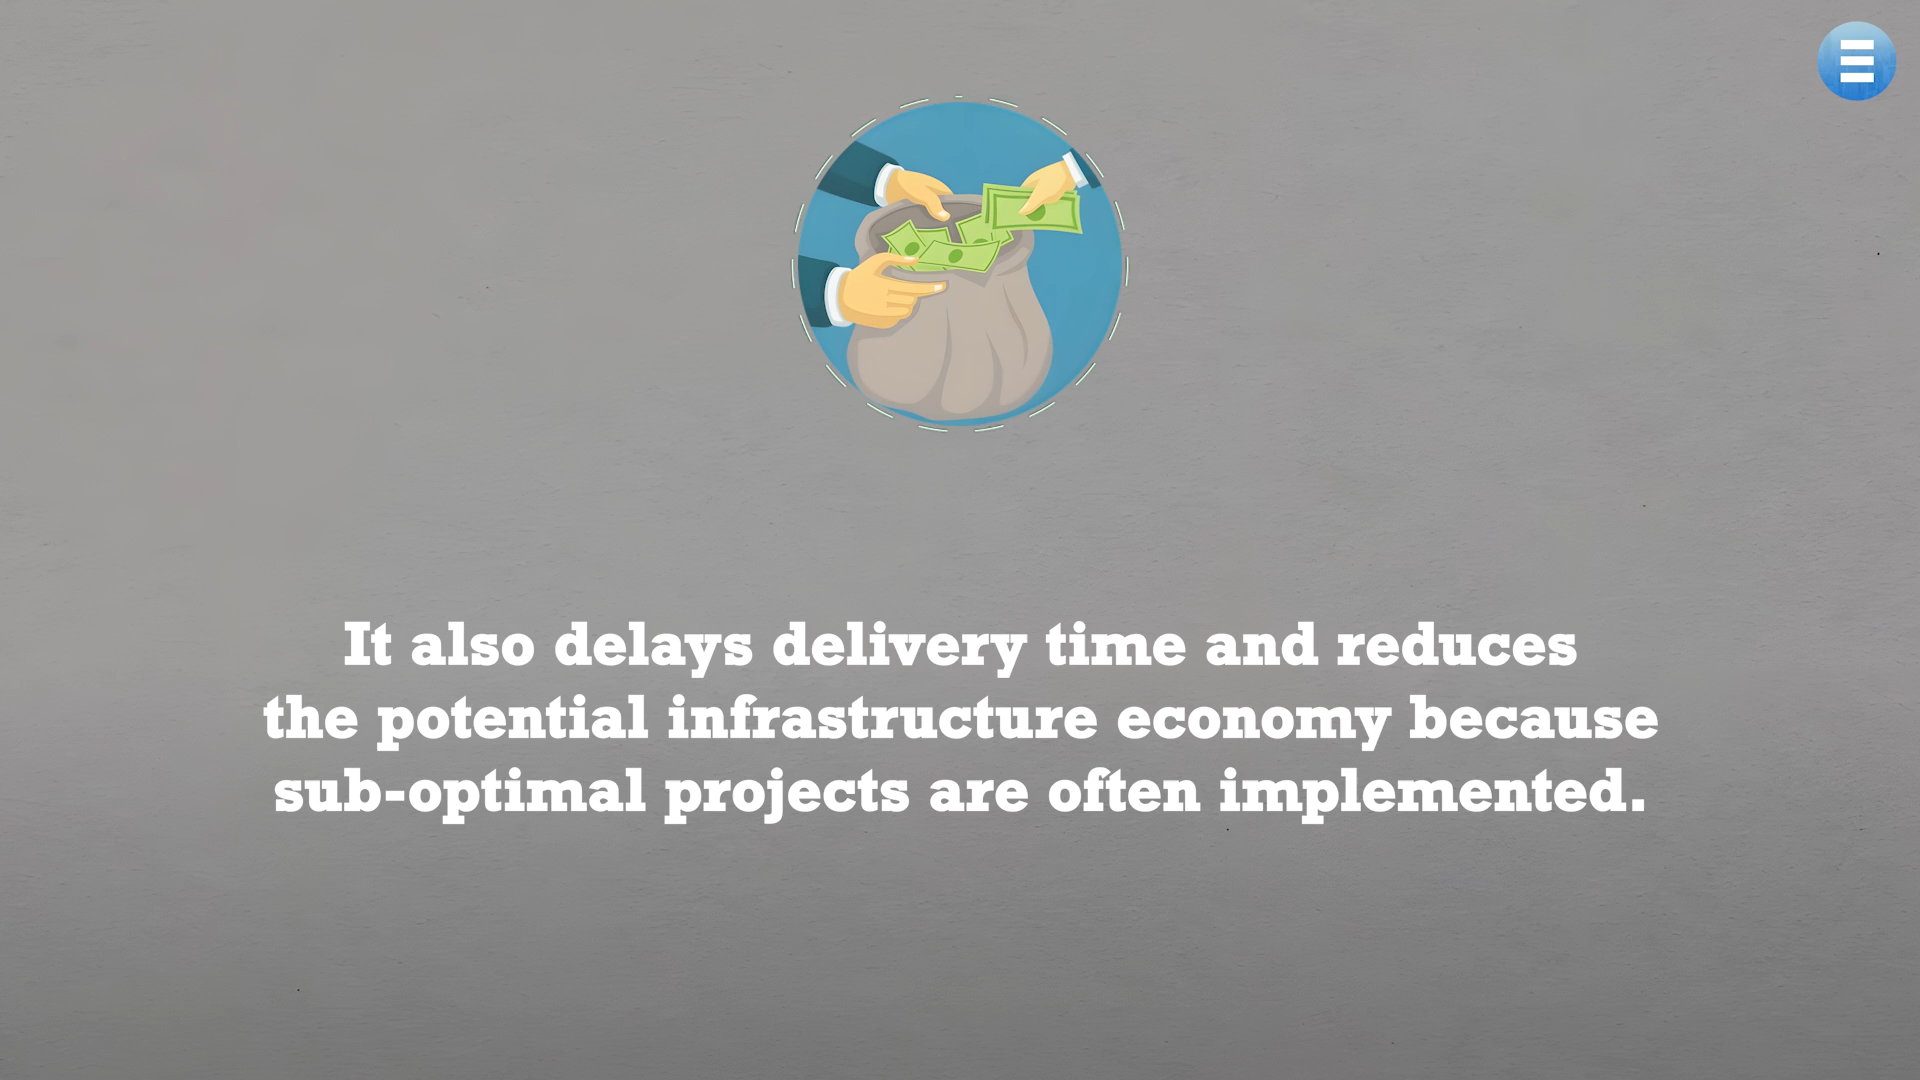 It also delays delivery time and reduces
the potential infrastructure economy because
sub-optimal projects are often implemented.